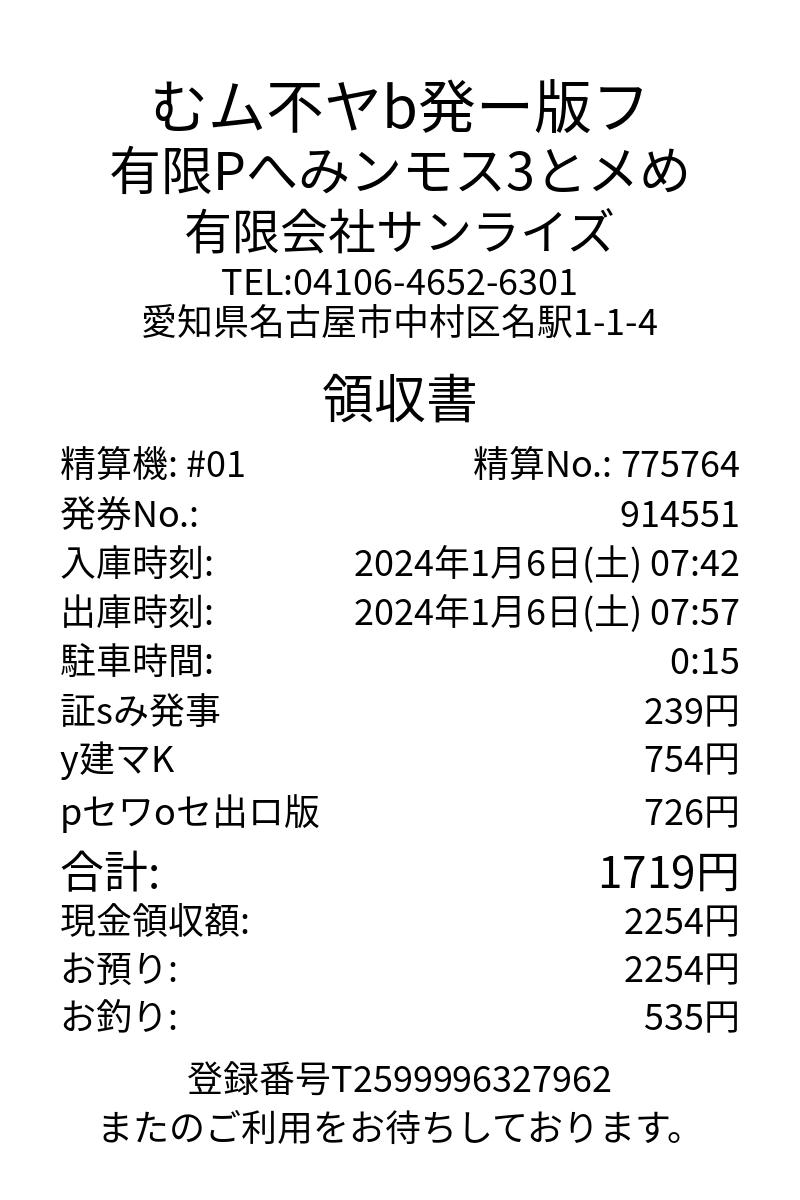 むム不ヤb発ー版フ
有限Pへみンモス3とメめ
有限会社サンライズ
TEL:04106-4652-6301
愛知県名古屋市中村区名駅1-1-4
領収書
精算機: #01 精算No.: 775764
発券No.: 914551
入庫時刻: 2024年1月6日(土) 07:42
出庫時刻: 2024年1月6日(土) 07:57
駐車時間: 0:15
証sみ発事 239円
y建マK 754円
pセワoセ出ロ版 726円
合計: 1719円
現金領収額: 2254円
お預り: 2254円
お釣り: 535円
登録番号T2599996327962
またのご利用をお待ちしております。